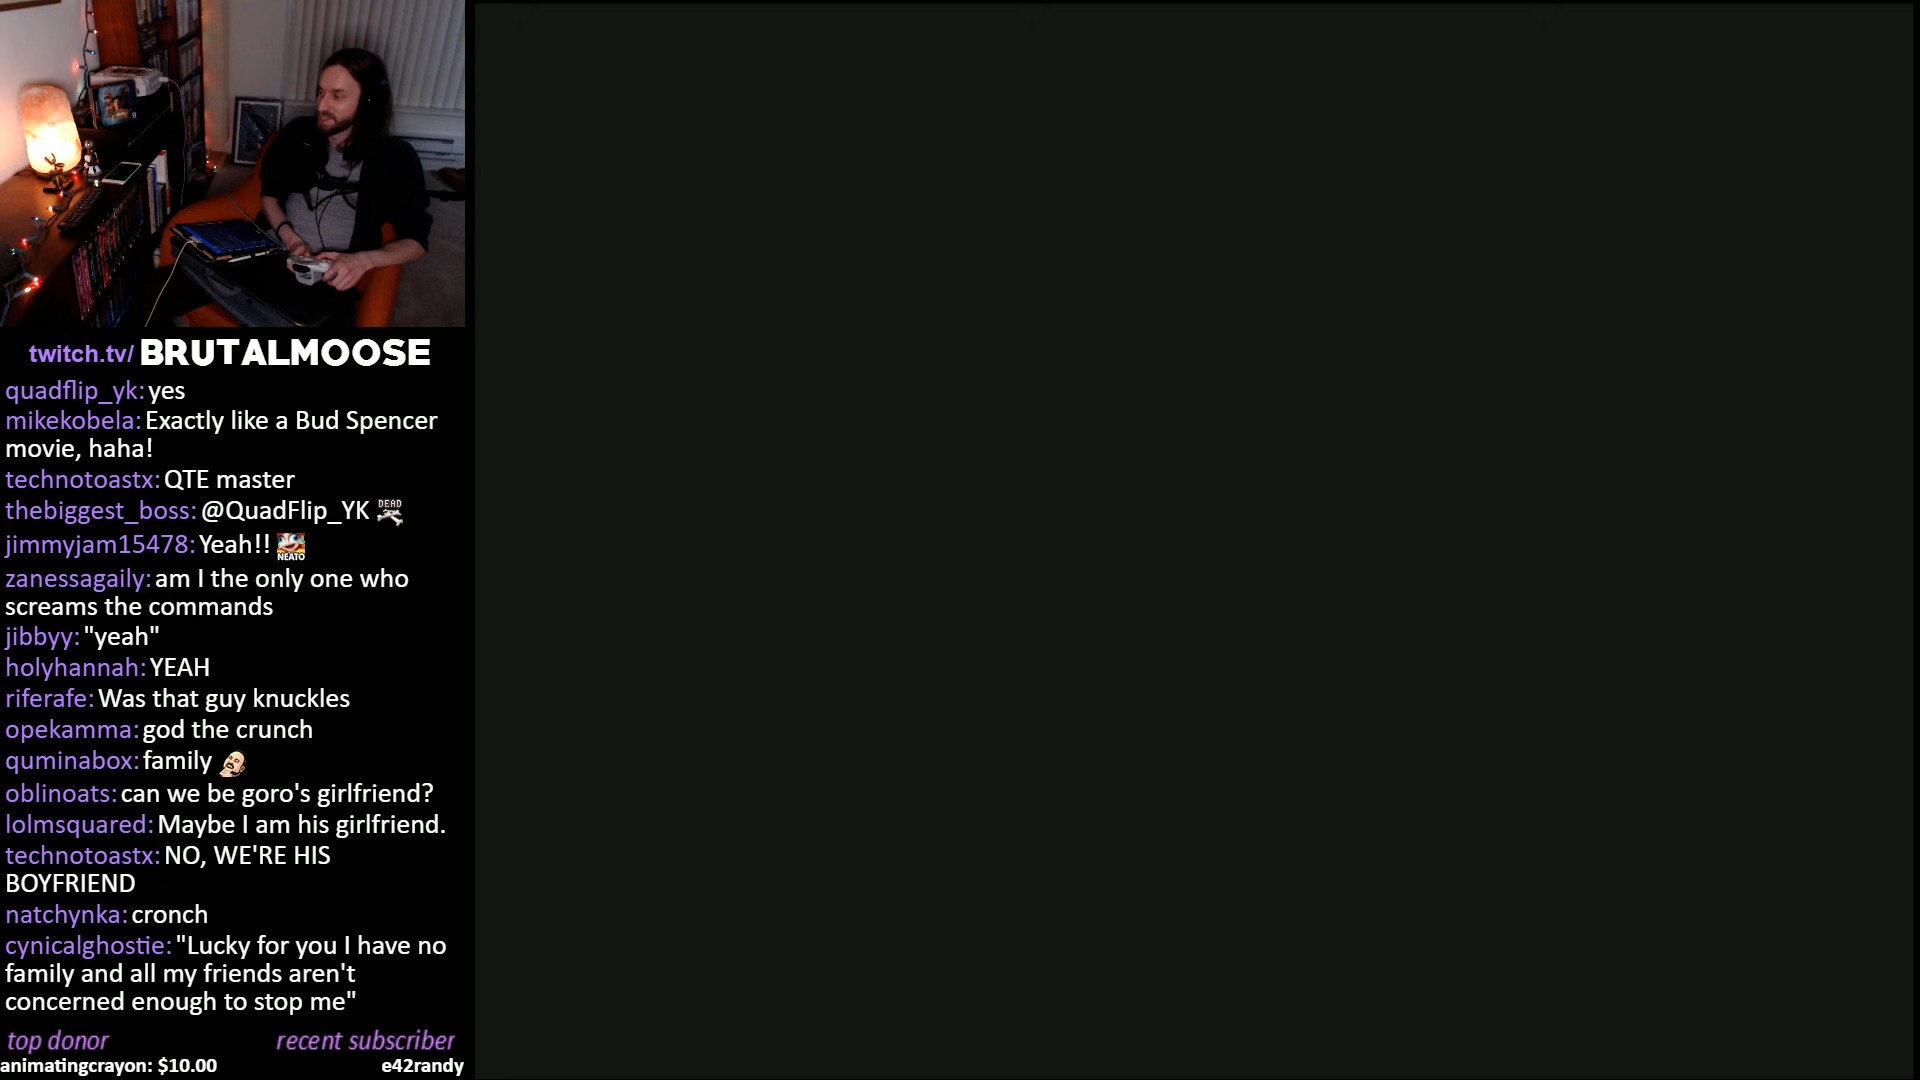 twitch.tv/ BRUTALMOOSE
quadflip_yk: yes
mikekobela: Exactly like a Bud Spencer
movie, haha!
technotoastx: QTE master
thebiggest_boss: @QuadFlip_YK DEAD
jimmyjam15478: Yeah!! NEATO
zanessagaily: am I the only one who
screams the commands
jibbyy: "yeah"
holyhannah: YEAH
riferafe: Was that guy knuckles
opekamma: god the crunch
quminabox: family
oblinoats: can we be goro's girlfriend?
lolmsquared: Maybe I am his girlfriend.
technotoastx: NO, WE'RE HIS
BOYFRIEND
natchynka: cronch
cynicalghostie: "Lucky for you I have no
family and all my friends aren't
concerned enough to stop me"
top donor recent subscriber
animatingcrayon: $10.00 e42randy